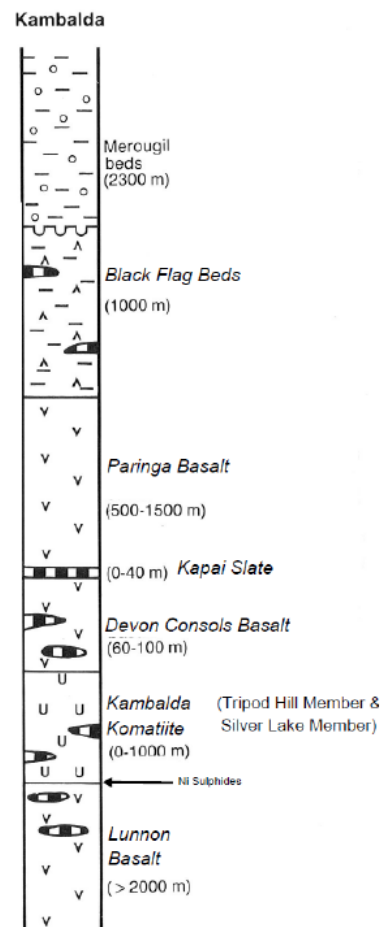 Kambalda
Merougil
beds
(2300 m)
Black Flag Beds
(1000 m)
Paringa Basalt
(500-1500 m)
(0-40 m) Kapai Slate
Devon Consols Basalt
(60-100 m)
Kambalda (Tripod Hill Member &
Komatiite Silver Lake Member)
(0-1000 m)
Ni Sulphides
Lunnon
Basalt
(> 2000 m)